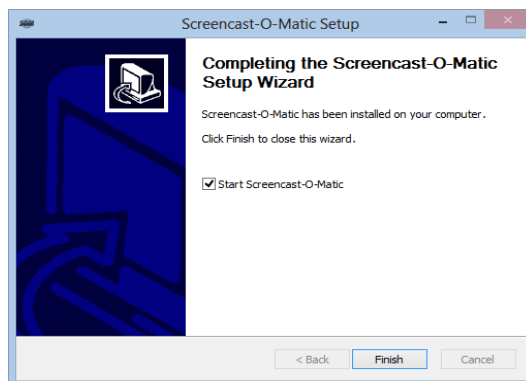 Screencast-O-Matic Setup
Completing the Screencast-O-Matic
Setup Wizard
Screencast-O-Matic has been installed on your computer.
Click Finish to close this wizard.
Start Screencast-O-Matic
< Back Finish Cancel